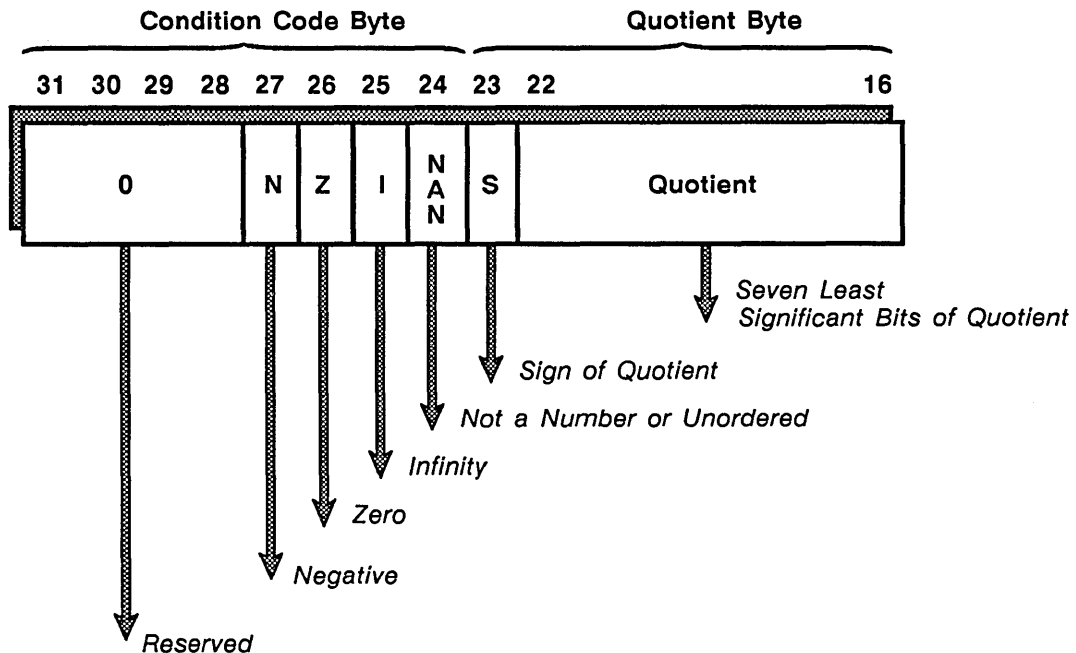 Condition Code Byte Quotient Byte
31 30 29 28 27 26 25 24 23 22 16
0 N Z I NAN S Quotient
Seven Least
Significant Bits of Quotient
Sign of Quotient
Not a Number or Unordered
Infinity
Zero
Negative
Reserved